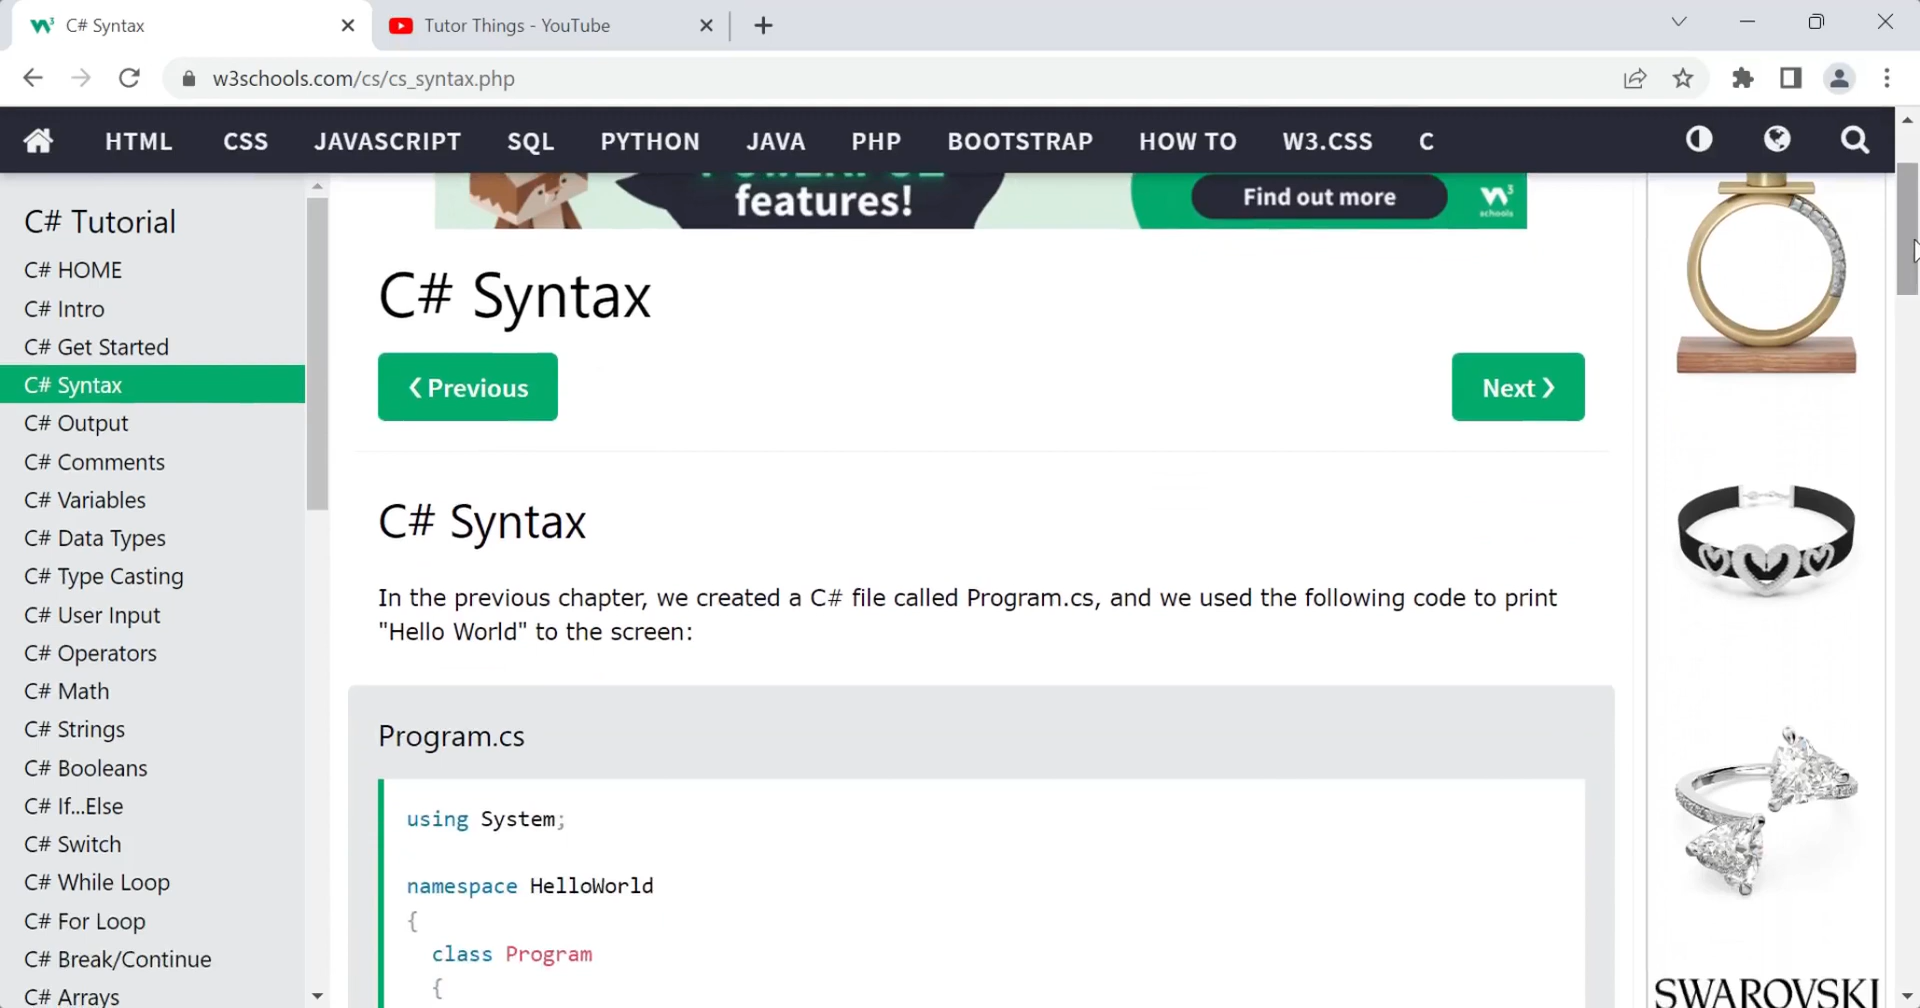 C# Syntax
Tutor Things - YouTube
w3schools.com/cs/cs_syntax.php
HTML CSS JAVASCRIPT SQL PYTHON JAVA PHP BOOTSTRAP HOW TO W3.CSS C
features!
Find out more
schools
C# Tutorial
C# HOME
C# Intro
C# Get Started
C# Syntax
C# Output
C# Comments
C# Variables
C# Data Types
C# Type Casting
C# User Input
C# Operators
C# Math
C# Strings
C# Booleans
C# If...Else
C# Switch
C# While Loop
C# For Loop
C# Break/Continue
C# Arrays
C# Syntax
❮ Previous
Next ❯
C# Syntax
In the previous chapter, we created a C# file called Program.cs, and we used the following code to print
"Hello World" to the screen:
Program.cs
using System;
namespace HelloWorld
{
class Program
{
SWAROVSKI